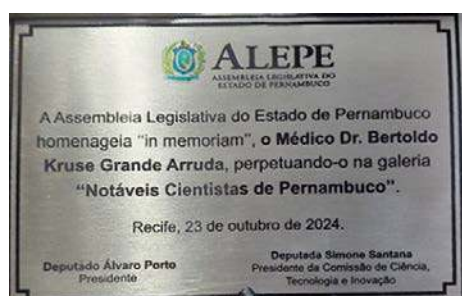 ALEPE
ASSEMBLEIA LEGISLATIVA DO
ESTADO DE PERNAMBUCO
A Assembleia Legislativa do Estado de Pernambuco
homenageia "in memoriam", o Médico Dr. Bertoldo
Kruse Grande Arruda, perpetuando-o na galeria
"Notáveis Cientistas de Pernambuco".
Recife, 23 de outubro de 2024.
Deputado Álvaro Porto
Presidente
Deputada Simone Santana
Presidente da Comissão de Ciência,
Tecnologia e Inovação